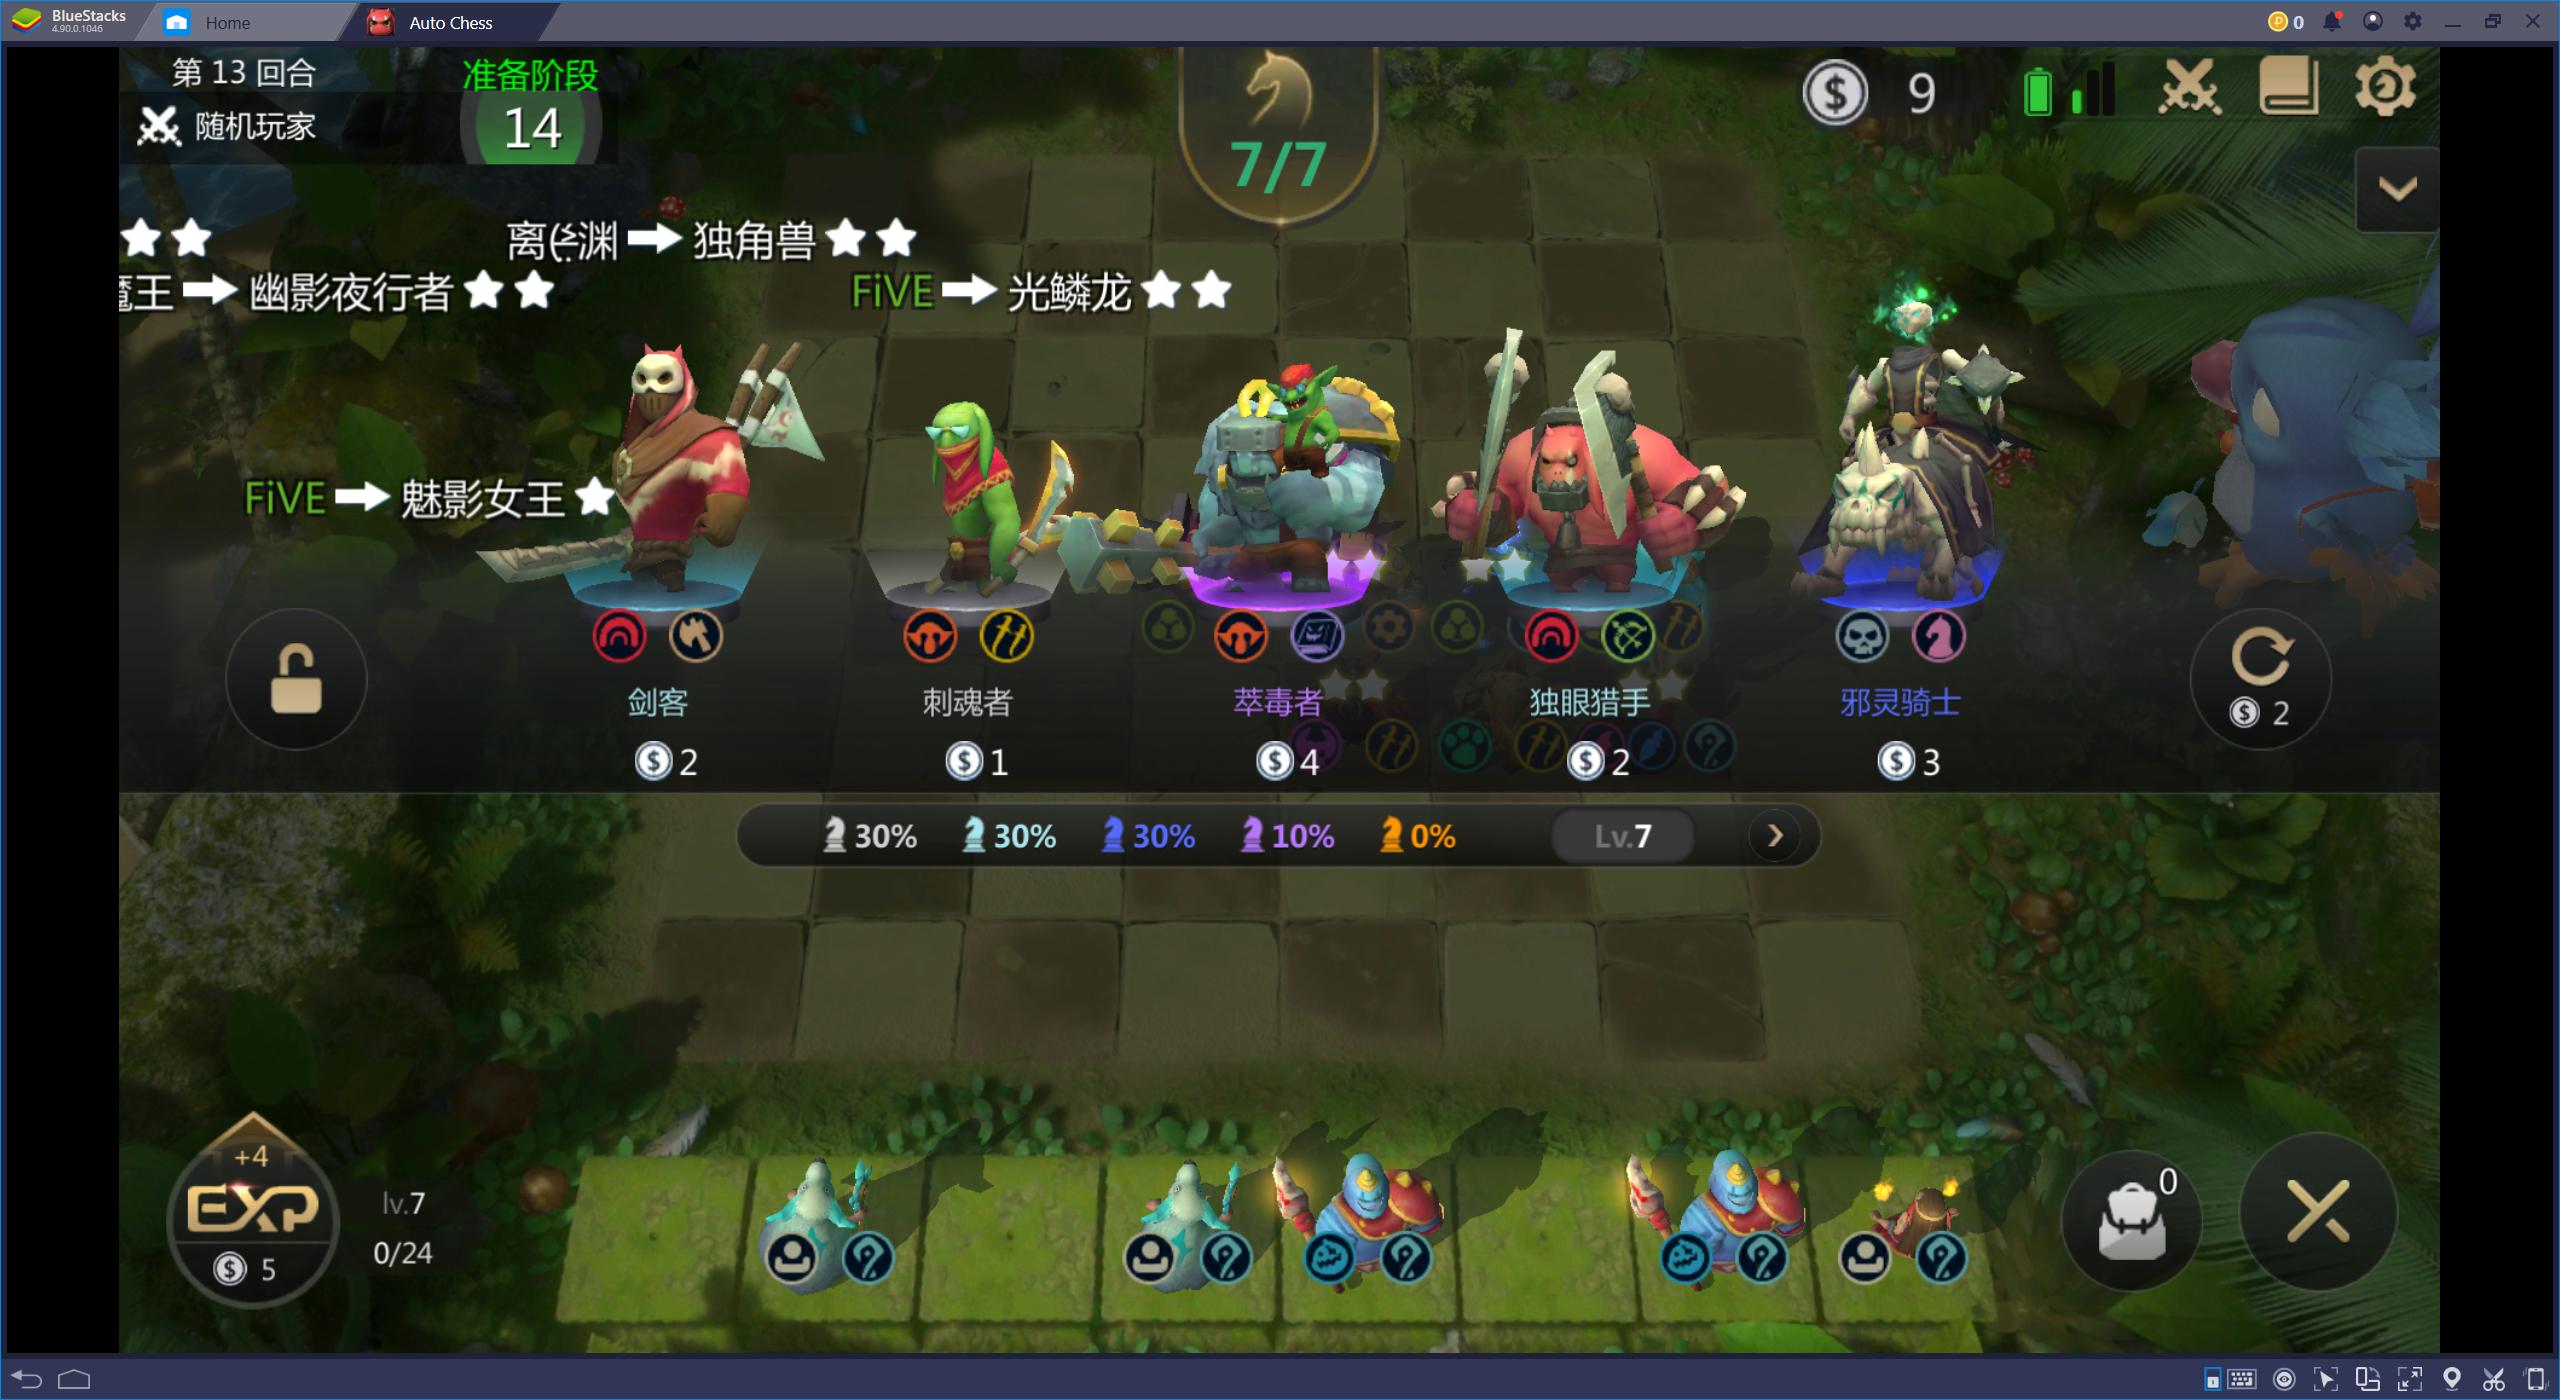 BlueStacks
4.90.0.1046
Home
Auto Chess
0
第 13 回合
准备阶段
随机玩家
14
7/7
9
离 渊 独角兽
魔王 幽影夜行者
FiVE 光鳞龙
FiVE 魅影女王
剑客
刺魂者
萃毒者
独眼猎手
邪灵骑士
2
1
4
2
3
2
30% 30% 30% 10% 0% Lv.7
+4
EXP
5
lv.7
0/24
0